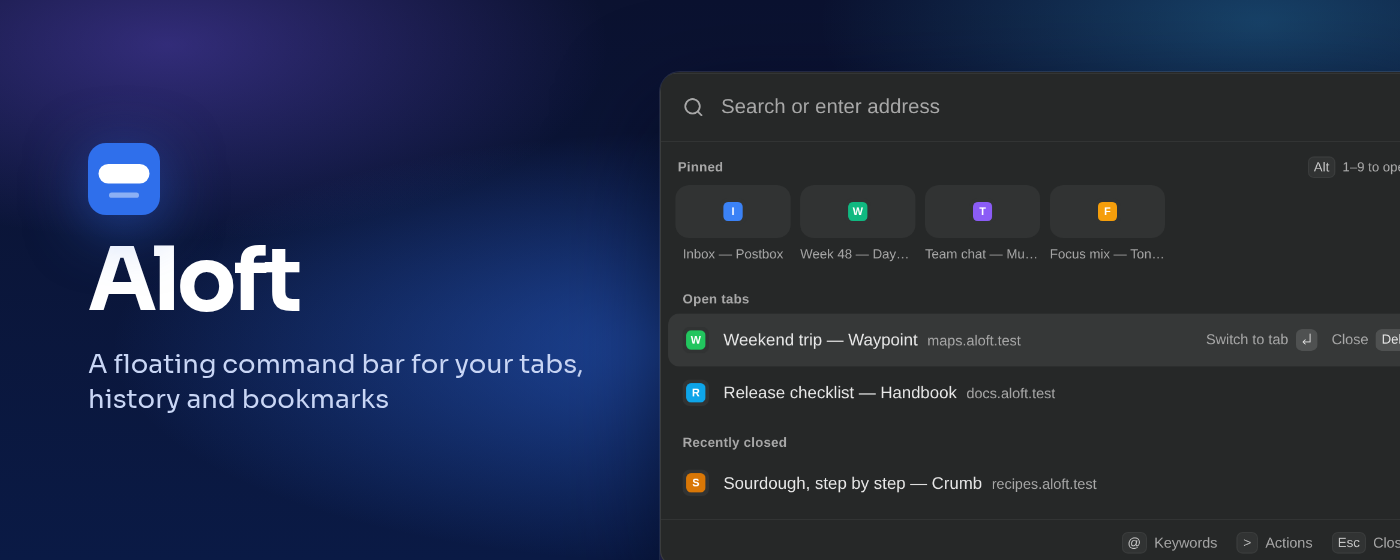 Aloft
A floating command bar for your tabs,
history and bookmarks
Search or enter address
Pinned
Alt 1–9 to ope
I
W
T
F
Inbox — Postbox
Week 48 — Day…
Team chat — Mu…
Focus mix — Ton…
Open tabs
W Weekend trip — Waypoint maps.aloft.test Switch to tab Close Del
R Release checklist — Handbook docs.aloft.test
Recently closed
S Sourdough, step by step — Crumb recipes.aloft.test
@ Keywords > Actions Esc Clos